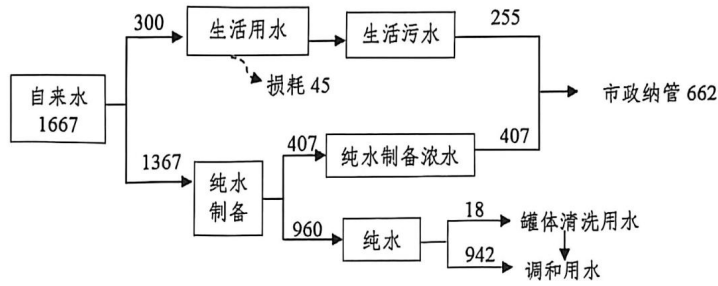 300
生活用水
生活污水
255
损耗 45
自来水
1667
市政纳管 662
1367
纯水
制备
407
纯水制备浓水
407
960
纯水
18
罐体清洗用水
942
调和用水